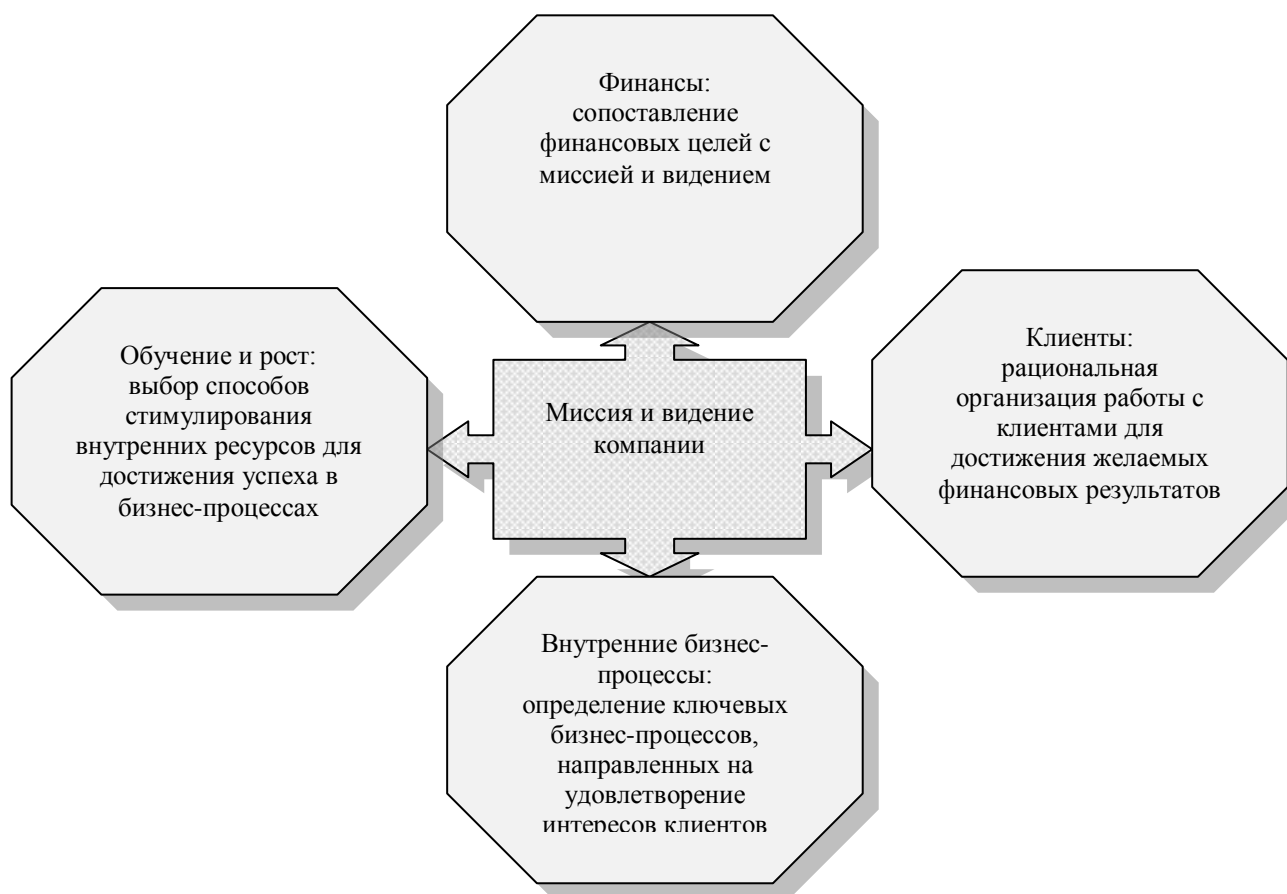 Финансы:
сопоставление
финансовых целей с
миссией и видением
Обучение и рост:
выбор способов
стимулирования
внутренних ресурсов для
достижения успеха в
бизнес-процессах
Миссия и видение
компании
Клиенты:
рациональная
организация работы с
клиентами для
достижения желаемых
финансовых результатов
Внутренние бизнес-
процессы:
определение ключевых
бизнес-процессов,
направленных на
удовлетворение
интересов клиентов